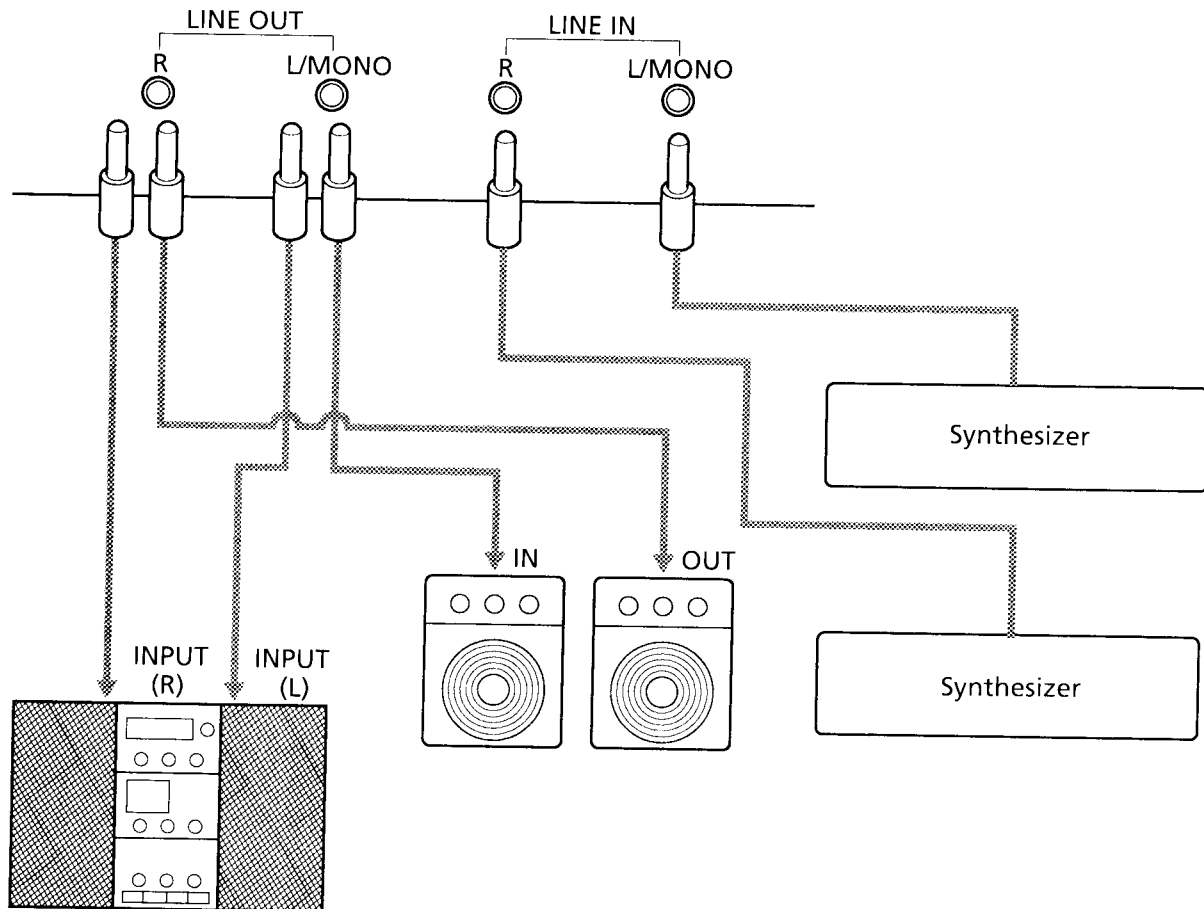 LINE OUT
LINE IN
R
L/MONO
R
L/MONO
Synthesizer
IN
OUT
INPUT
(R)
INPUT
(L)
Synthesizer